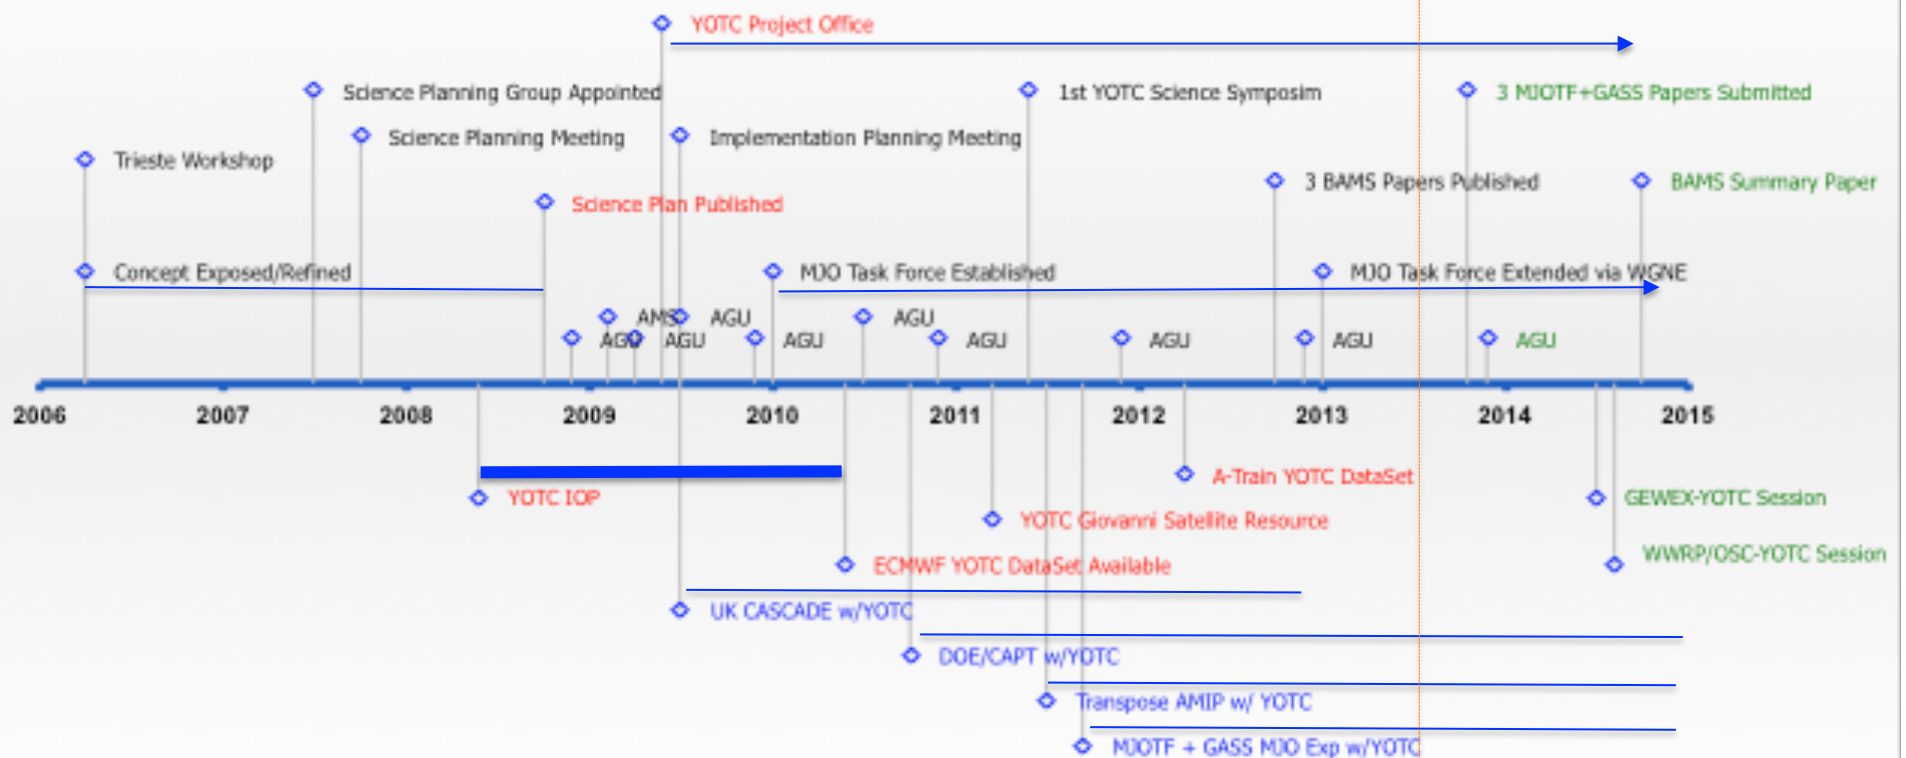 YOTC Project Office
Science Planning Group Appointed
1st YOTC Science Symposim
3 MJOTF+GASS Papers Submitted
Science Planning Meeting
Implementation Planning Meeting
Trieste Workshop
3 BAMS Papers Published
BAMS Summary Paper
Science Plan Published
Concept Exposed/Refined
MJO Task Force Established
MJO Task Force Extended via WGNE
AMS
AGU
AGU
AGU
AGU
AGU
AGU
AGU
AGU
AGU
2006
2007
2008
2009
2010
2011
2012
2013
2014
2015
A-Train YOTC DataSet
YOTC IOP
GEWEX-YOTC Session
YOTC Giovanni Satellite Resource
WWRP/OSC-YOTC Session
ECMWF YOTC DataSet Available
UK CASCADE w/YOTC
DOE/CAPT w/YOTC
Transpose AMIP w/ YOTC
MJOTF + GASS MJO Exp w/YOTC